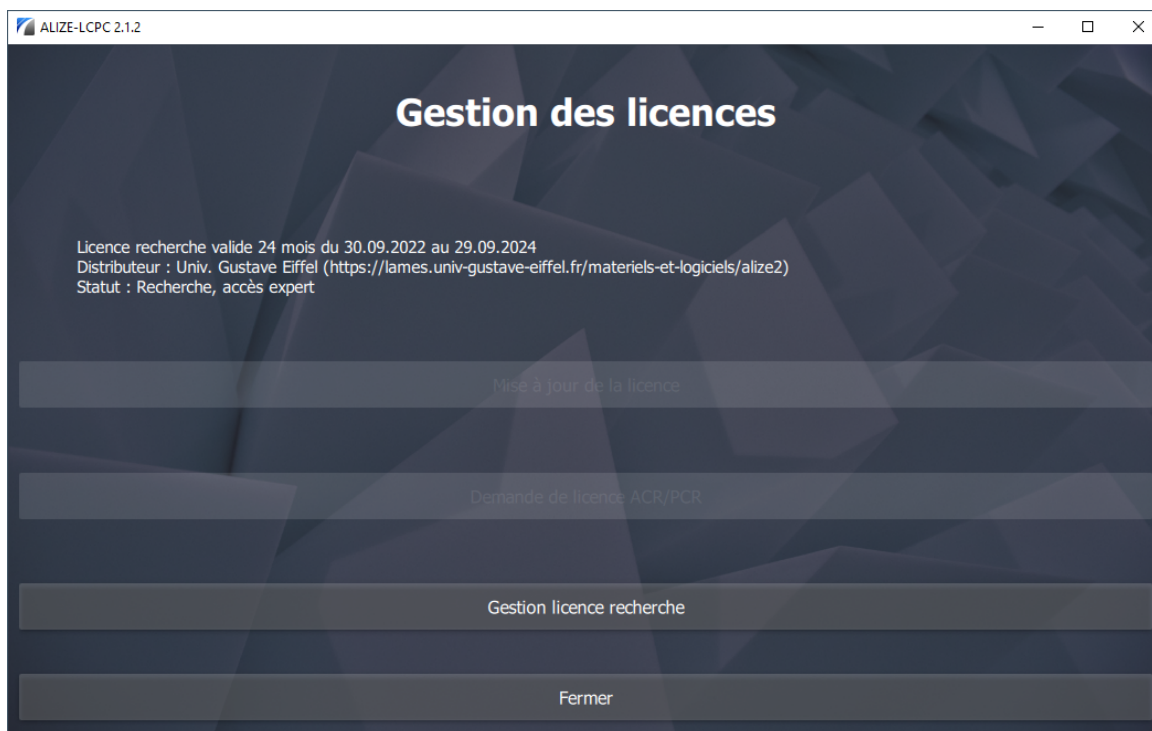 ALIZE-LCPC 2.1.2
Gestion des licences
Licence recherche valide 24 mois du 30.09.2022 au 29.09.2024
Distributeur : Univ. Gustave Eiffel (https://lames.univ-gustave-eiffel.fr/materiels-et-logiciels/alize2)
Statut : Recherche, accès expert
Mise à jour de la licence
Demande de licence ACR/PCR
Gestion licence recherche
Fermer